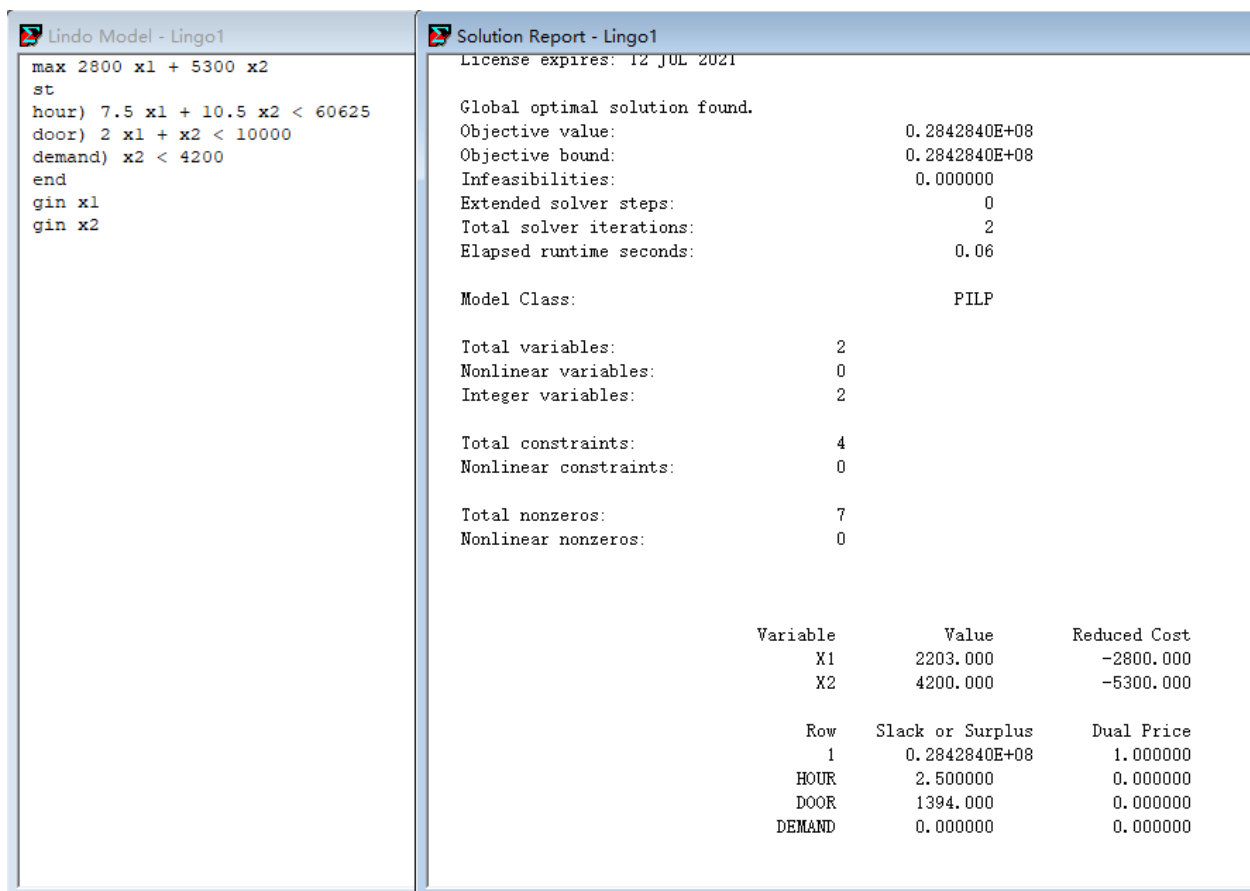 Lindo Model - Lingo1
max 2800 x1 + 5300 x2
st
hour) 7.5 x1 + 10.5 x2 < 60625
door) 2 x1 + x2 < 10000
demand) x2 < 4200
end
gin x1
gin x2
Solution Report - Lingo1
License expires: 12 JUL 2021
Global optimal solution found.
Objective value: 0.2842840E+08
Objective bound: 0.2842840E+08
Infeasibilities: 0.000000
Extended solver steps: 0
Total solver iterations: 2
Elapsed runtime seconds: 0.06
Model Class: PILP
Total variables: 2
Nonlinear variables: 0
Integer variables: 2
Total constraints: 4
Nonlinear constraints: 0
Total nonzeros: 7
Nonlinear nonzeros: 0
Variable Value Reduced Cost
X1 2203.000 -2800.000
X2 4200.000 -5300.000
Row Slack or Surplus Dual Price
1 0.2842840E+08 1.000000
HOUR 2.500000 0.000000
DOOR 1394.000 0.000000
DEMAND 0.000000 0.000000